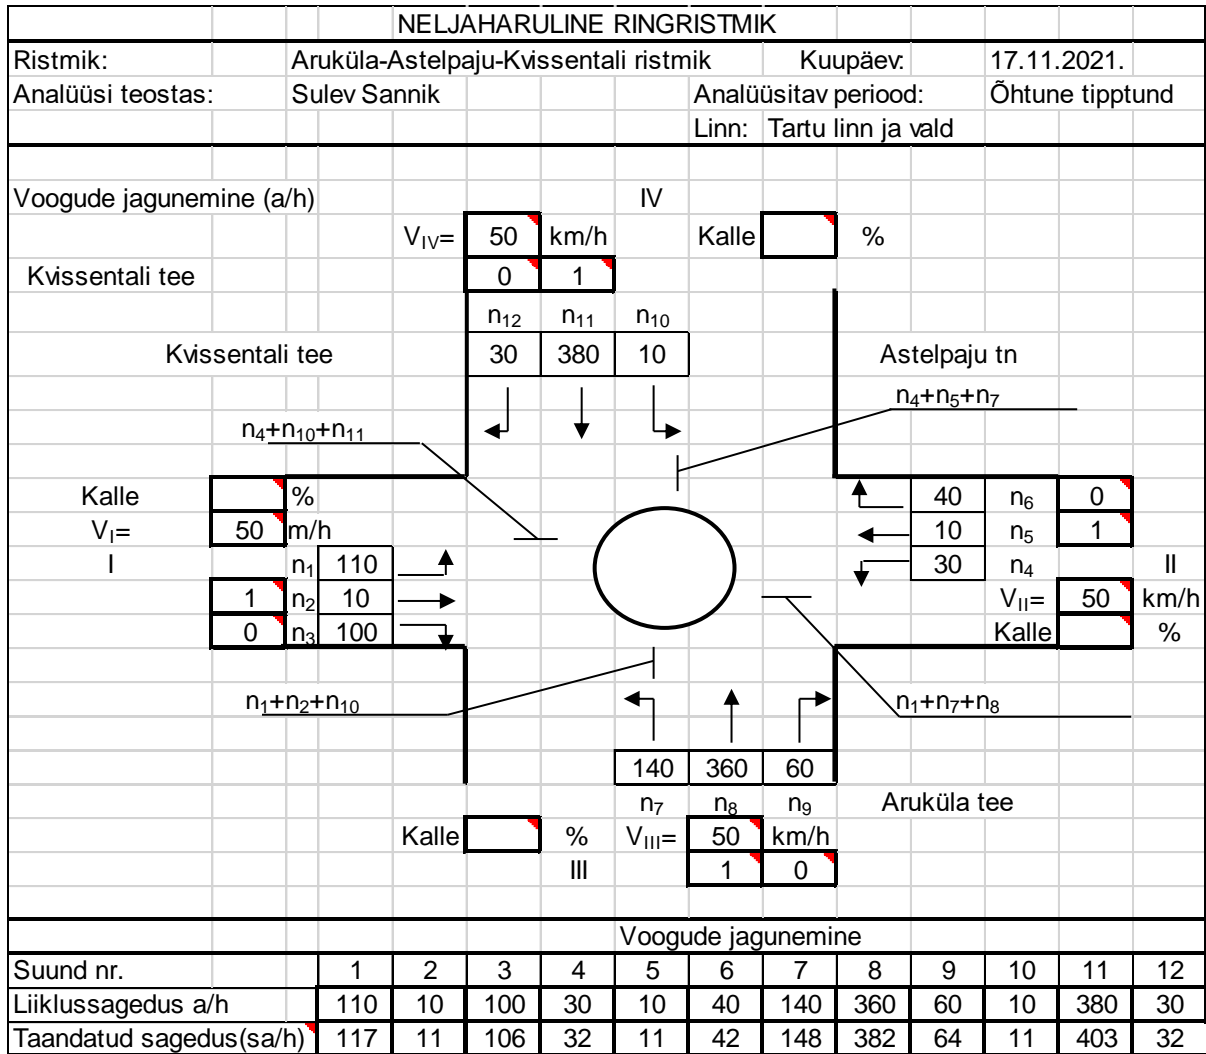 NELJAHARULINE RINGRISTMIK
Ristmik: Aruküla-Astelpaju-Kvissentali ristmik Kuupäev: 17.11.2021.
Analüüsi teostas: Sulev Sannik Analüüsitav periood: Õhtune tipptund
Linn: Tartu linn ja vald
Voogude jagunemine (a/h) IV
V_IV= 50 km/h Kalle %
Kvissentali tee 0 1
n12 n11 n10
Kvissentali tee 30 380 10 Astelpaju tn
n4+n5+n7
n4+n10+n11
Kalle % 40 n6 0
V_I= 50 m/h 10 n5 1
I n1 110 30 n4 II
1 n2 10 V_II= 50 km/h
0 n3 100 Kalle %
n1+n2+n10 n1+n7+n8
140 360 60
n7 n8 n9 Aruküla tee
Kalle % V_III= 50 km/h
III 1 0
Voogude jagunemine
Suund nr. 1 2 3 4 5 6 7 8 9 10 11 12
Liiklussagedus a/h 110 10 100 30 10 40 140 360 60 10 380 30
Taandatud sagedus(sa/h) 117 11 106 32 11 42 148 382 64 11 403 32